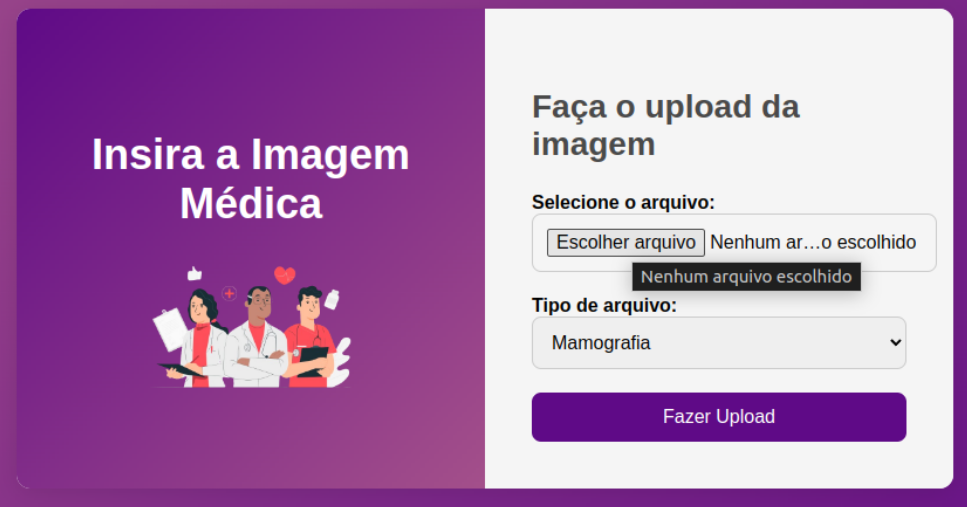 Insira a Imagem
Médica
Faça o upload da
imagem
Selecione o arquivo:
Escolher arquivo Nenhum ar...o escolhido
Nenhum arquivo escolhido
Tipo de arquivo:
Mamografia
Fazer Upload